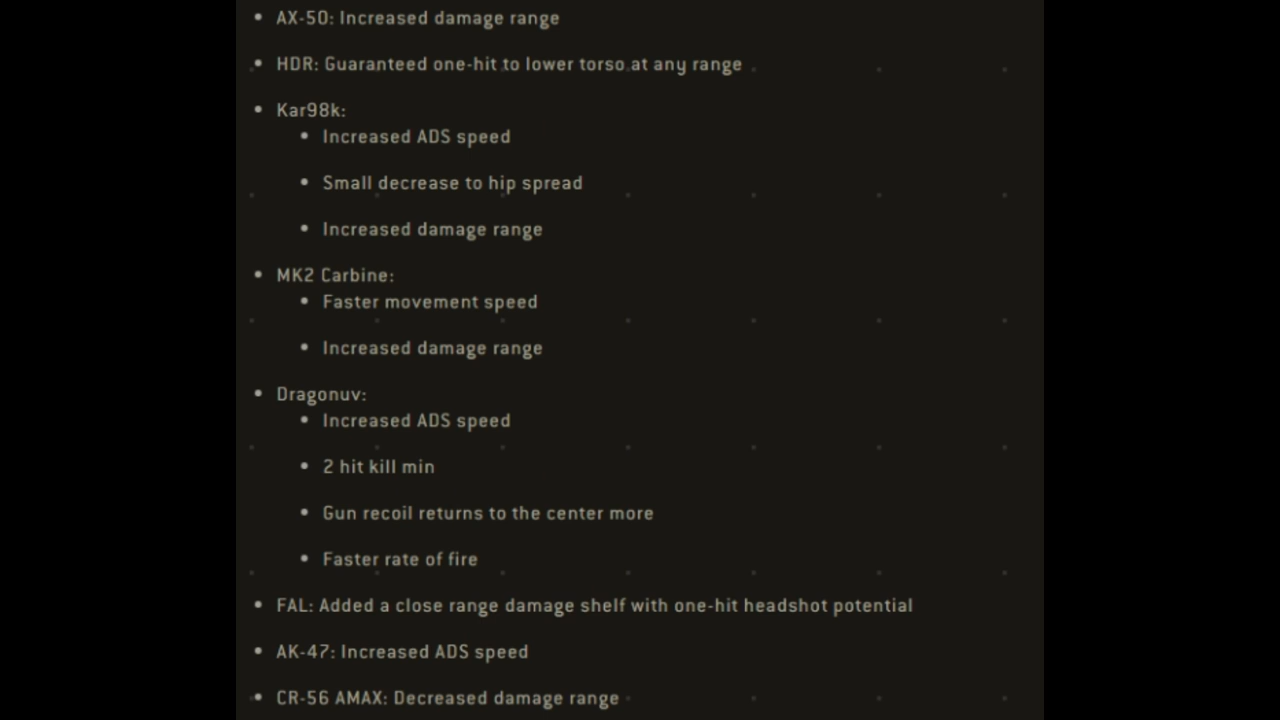 • AX-50: Increased damage range
• HDR: Guaranteed one-hit to lower torso at any range
• Kar98k:
• Increased ADS speed
• Small decrease to hip spread
• Increased damage range
• MK2 Carbine:
• Faster movement speed
• Increased damage range
• Dragonuv:
• Increased ADS speed
• 2 hit kill min
• Gun recoil returns to the center more
• Faster rate of fire
• FAL: Added a close range damage shelf with one-hit headshot potential
• AK-47: Increased ADS speed
• CR-56 AMAX: Decreased damage range